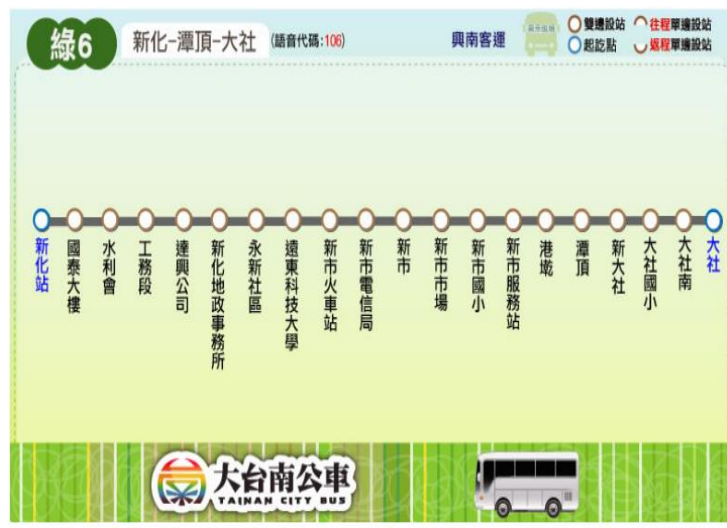 綠6
新化-潭頂-大社 (語音代碼:106)
興南客運
雙邊設站
往程單邊設站
起訖點
返程單邊設站
新化站
國泰大樓
水利會
工務段
達興公司
新化地政事務所
永新社區
遠東科技大學
新市火車站
新市電信局
新市
新市市場
新市國小
新市服務站
港墘
潭頂
新大社
大社國小
大社南
大社
大台南公車
TAINAN CITY BUS